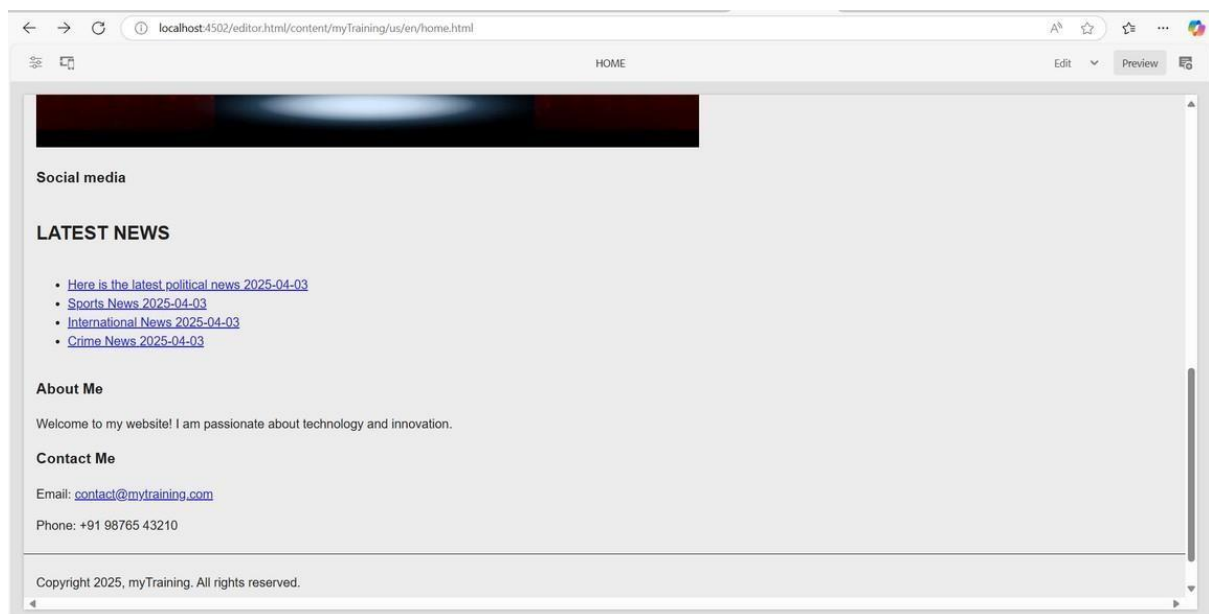 localhost:4502/editor.html/content/myTraining/us/en/home.html
HOME
Edit
Preview
Social media
LATEST NEWS
Here is the latest political news 2025-04-03
Sports News 2025-04-03
International News 2025-04-03
Crime News 2025-04-03
About Me
Welcome to my website! I am passionate about technology and innovation.
Contact Me
Email: contact@mytraining.com
Phone: +91 98765 43210
Copyright 2025, myTraining. All rights reserved.